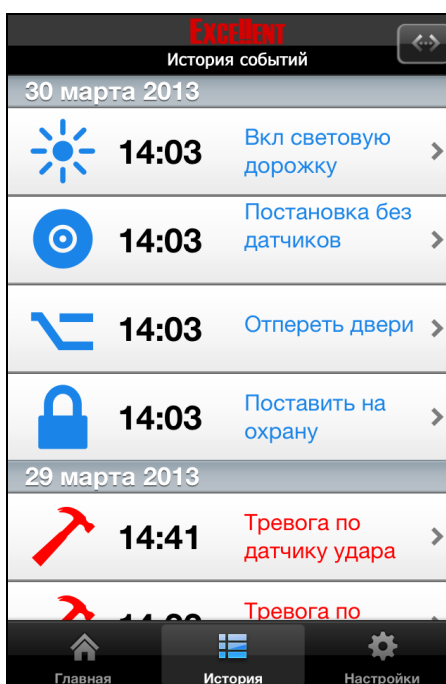 EXCELLENT
История событий
30 марта 2013
14:03
Вкл световую
дорожку
14:03
Постановка без
датчиков
14:03
Отпереть двери
14:03
Поставить на
охрану
29 марта 2013
14:41
Тревога по
датчику удара
Тревога по
Главная
История
Настройки